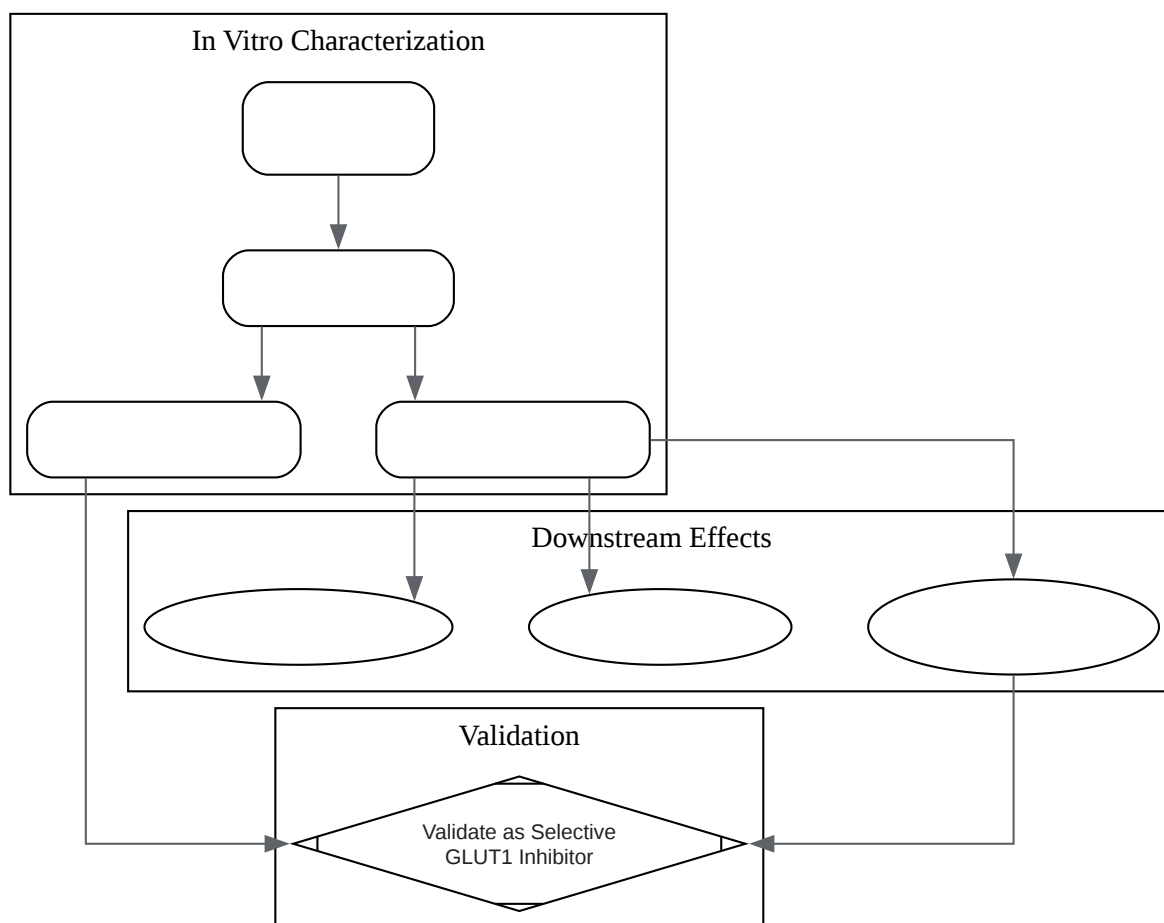 In Vitro Characterization
Downstream Effects
Validation
Validate as Selective
GLUT1 Inhibitor